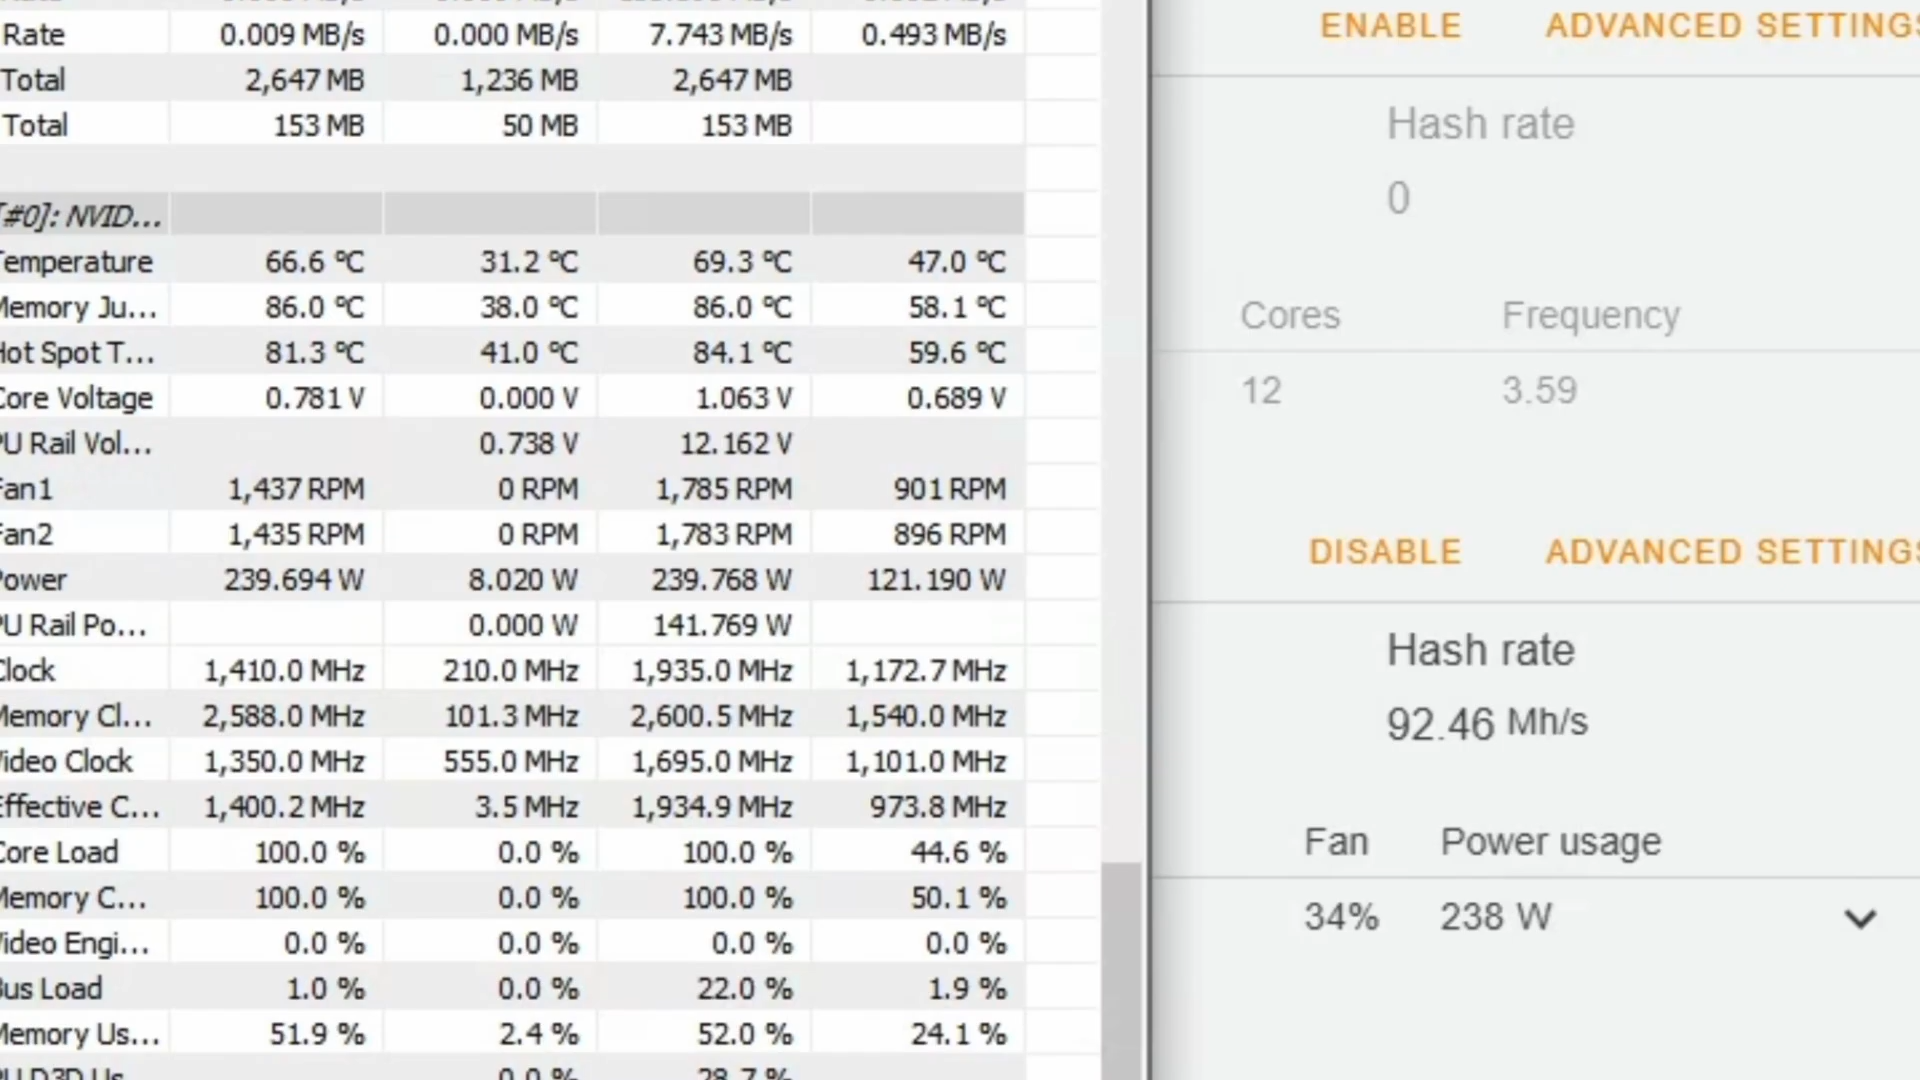 Rate 0.009 MB/s 0.000 MB/s 7.743 MB/s 0.493 MB/s
Total 2,647 MB 1,236 MB 2,647 MB
Total 153 MB 50 MB 153 MB
[#0]: NVID...
Temperature 66.6 °C 31.2 °C 69.3 °C 47.0 °C
Memory Ju... 86.0 °C 38.0 °C 86.0 °C 58.1 °C
Hot Spot T... 81.3 °C 41.0 °C 84.1 °C 59.6 °C
Core Voltage 0.781 V 0.000 V 1.063 V 0.689 V
PU Rail Vol... 0.738 V 12.162 V
Fan1 1,437 RPM 0 RPM 1,785 RPM 901 RPM
Fan2 1,435 RPM 0 RPM 1,783 RPM 896 RPM
Power 239.694 W 8.020 W 239.768 W 121.190 W
PU Rail Po... 0.000 W 141.769 W
Clock 1,410.0 MHz 210.0 MHz 1,935.0 MHz 1,172.7 MHz
Memory Cl... 2,588.0 MHz 101.3 MHz 2,600.5 MHz 1,540.0 MHz
Video Clock 1,350.0 MHz 555.0 MHz 1,695.0 MHz 1,101.0 MHz
Effective C... 1,400.2 MHz 3.5 MHz 1,934.9 MHz 973.8 MHz
Core Load 100.0 % 0.0 % 100.0 % 44.6 %
Memory C... 100.0 % 0.0 % 100.0 % 50.1 %
Video Engi... 0.0 % 0.0 % 0.0 % 0.0 %
Bus Load 1.0 % 0.0 % 22.0 % 1.9 %
Memory Us... 51.9 % 2.4 % 52.0 % 24.1 %
PU D3D Us... 0.0 % 28.7 %
ENABLE ADVANCED SETTINGS
Hash rate
0
Cores Frequency
12 3.59
DISABLE ADVANCED SETTINGS
Hash rate
92.46 Mh/s
Fan Power usage
34% 238 W